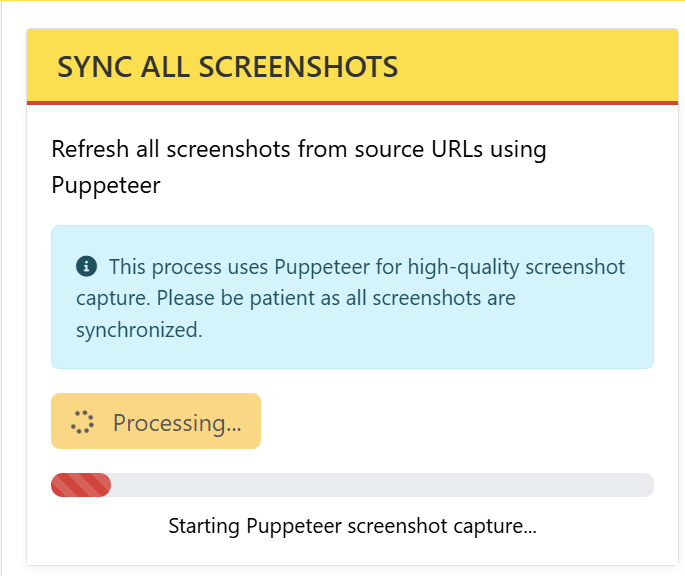 SYNC ALL SCREENSHOTS
Refresh all screenshots from source URLs using
Puppeteer
This process uses Puppeteer for high-quality screenshot
capture. Please be patient as all screenshots are
synchronized.
Processing...
Starting Puppeteer screenshot capture...